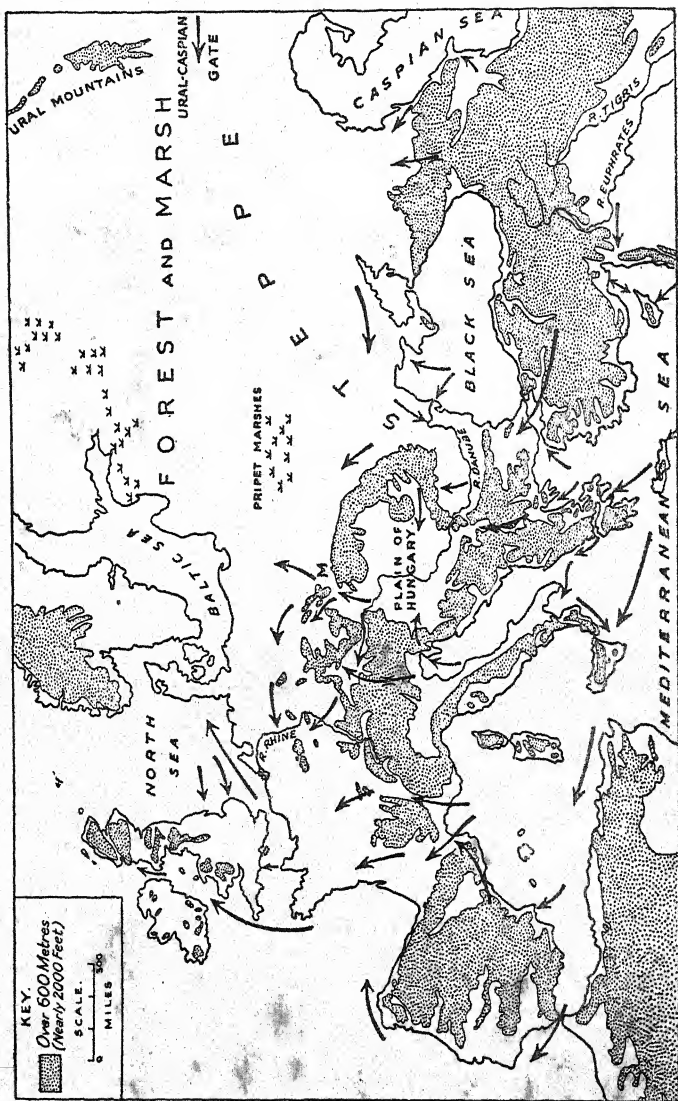 KEY.
Over 600 Metres
(Nearly 2000 Feet)
SCALE.
0 500
MILES
NORTH
SEA
BALTIC SEA
FOREST AND MARSH
URAL MOUNTAINS
URAL-CASPIAN
GATE
PRIPET MARSHES
STEPPE
R. RHINE
M
PLAIN OF
HUNGARY
R. DANUBE
BLACK SEA
CASPIAN SEA
R. TIGRIS
R. EUPHRATES
MEDITERRANEAN SEA